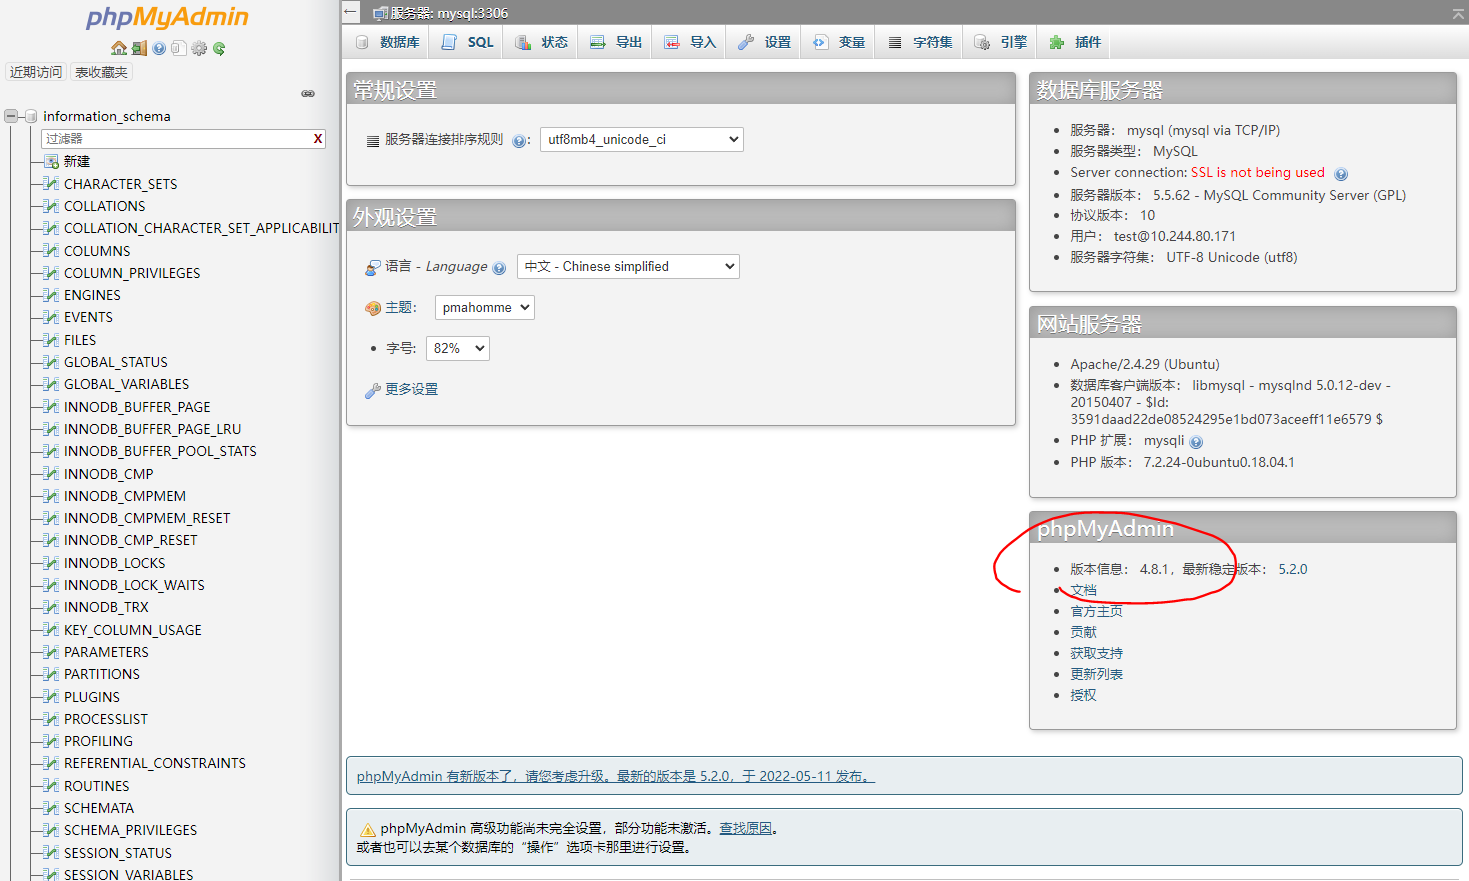 phpMyAdmin
近期访问 表收藏夹
information_schema
过滤器 X
新建
CHARACTER_SETS
COLLATIONS
COLLATION_CHARACTER_SET_APPLICABILIT
COLUMNS
COLUMN_PRIVILEGES
ENGINES
EVENTS
FILES
GLOBAL_STATUS
GLOBAL_VARIABLES
INNODB_BUFFER_PAGE
INNODB_BUFFER_PAGE_LRU
INNODB_BUFFER_POOL_STATS
INNODB_CMP
INNODB_CMPMEM
INNODB_CMPMEM_RESET
INNODB_CMP_RESET
INNODB_LOCKS
INNODB_LOCK_WAITS
INNODB_TRX
KEY_COLUMN_USAGE
PARAMETERS
PARTITIONS
PLUGINS
PROCESSLIST
PROFILING
REFERENTIAL_CONSTRAINTS
ROUTINES
SCHEMATA
SCHEMA_PRIVILEGES
SESSION_STATUS
SESSION_VARIABLES
服务器: mysql:3306
数据库 SQL 状态 导出 导入 设置 变量 字符集 引擎 插件
常规设置
服务器连接排序规则 : utf8mb4_unicode_ci
外观设置
语言 - Language 中文 - Chinese simplified
主题: pmahomme
字号: 82%
更多设置
数据库服务器
服务器: mysql (mysql via TCP/IP)
服务器类型: MySQL
Server connection: SSL is not being used
服务器版本: 5.5.62 - MySQL Community Server (GPL)
协议版本: 10
用户: test@10.244.80.171
服务器字符集: UTF-8 Unicode (utf8)
网站服务器
Apache/2.4.29 (Ubuntu)
数据库客户端版本: libmysql - mysqlnd 5.0.12-dev -
20150407 - $Id:
3591daad22de08524295e1bd073aceeff11e6579 $
PHP 扩展: mysqli
PHP 版本: 7.2.24-0ubuntu0.18.04.1
phpMyAdmin
版本信息: 4.8.1, 最新稳定版本: 5.2.0
文档
官方主页
贡献
获取支持
更新列表
授权
phpMyAdmin 有新版本了，请您考虑升级。最新的版本是 5.2.0，于 2022-05-11 发布。
phpMyAdmin 高级功能尚未完全设置，部分功能未激活。查找原因。
或者也可以去某个数据库的“操作”选项卡那里进行设置。